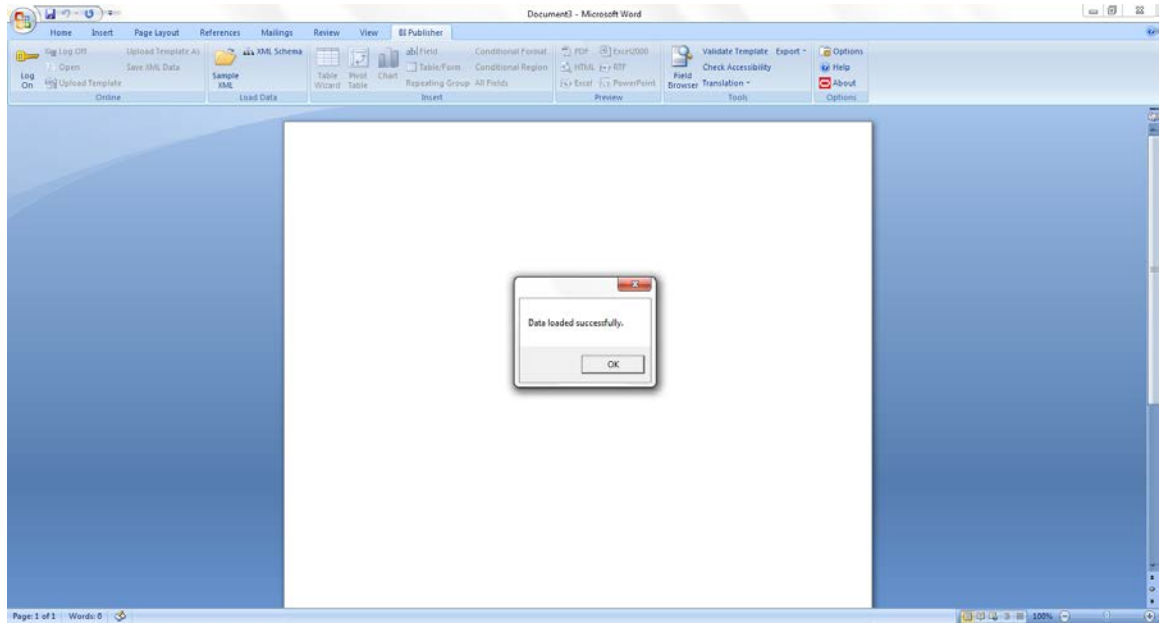 Document3 - Microsoft Word
Home Insert Page Layout References Mailings Review View BI Publisher
Log On
Log Off
Open
Upload Template
Upload Template As
Save XML Data
Online
Sample XML
XML Schema
Load Data
Table Wizard
Pivot Table
Chart
Field
Table/Form
Repeating Group
Conditional Format
Conditional Region
All Fields
Insert
PDF Excel2000
HTML RTF
Excel PowerPoint
Preview
Field Browser
Validate Template Export
Check Accessibility
Translation
Tools
Options
Help
About
Options
Data loaded successfully.
OK
Page: 1 of 1 Words: 0
100%